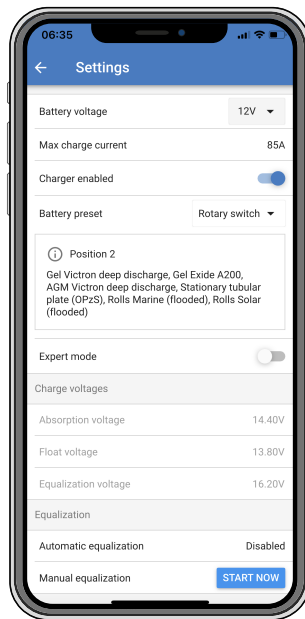 06:35
Settings
Battery voltage 12V
Max charge current 85A
Charger enabled
Battery preset Rotary switch
Position 2
Gel Victron deep discharge, Gel Exide A200,
AGM Victron deep discharge, Stationary tubular
plate (OPzS), Rolls Marine (flooded), Rolls Solar
(flooded)
Expert mode
Charge voltages
Absorption voltage 14.40V
Float voltage 13.80V
Equalization voltage 16.20V
Equalization
Automatic equalization Disabled
Manual equalization START NOW